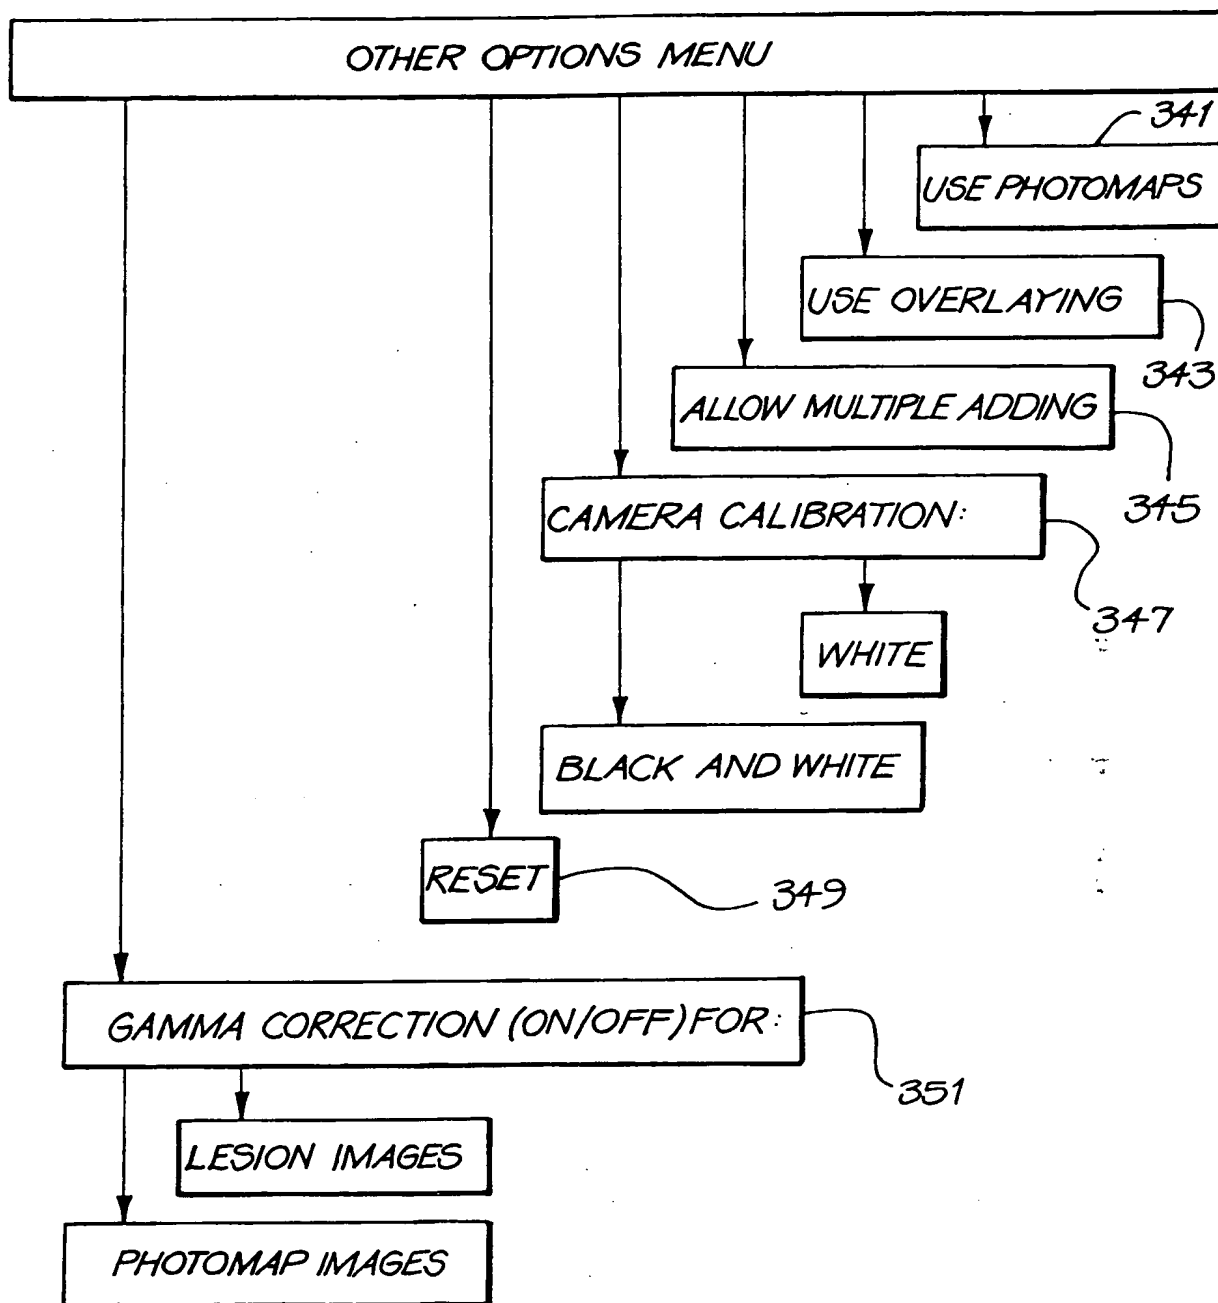 OTHER OPTIONS MENU
341
USE PHOTOMAPS
USE OVERLAYING
343
ALLOW MULTIPLE ADDING
345
CAMERA CALIBRATION:
347
WHITE
BLACK AND WHITE
RESET
349
GAMMA CORRECTION (ON/OFF) FOR:
351
LESION IMAGES
PHOTOMAP IMAGES